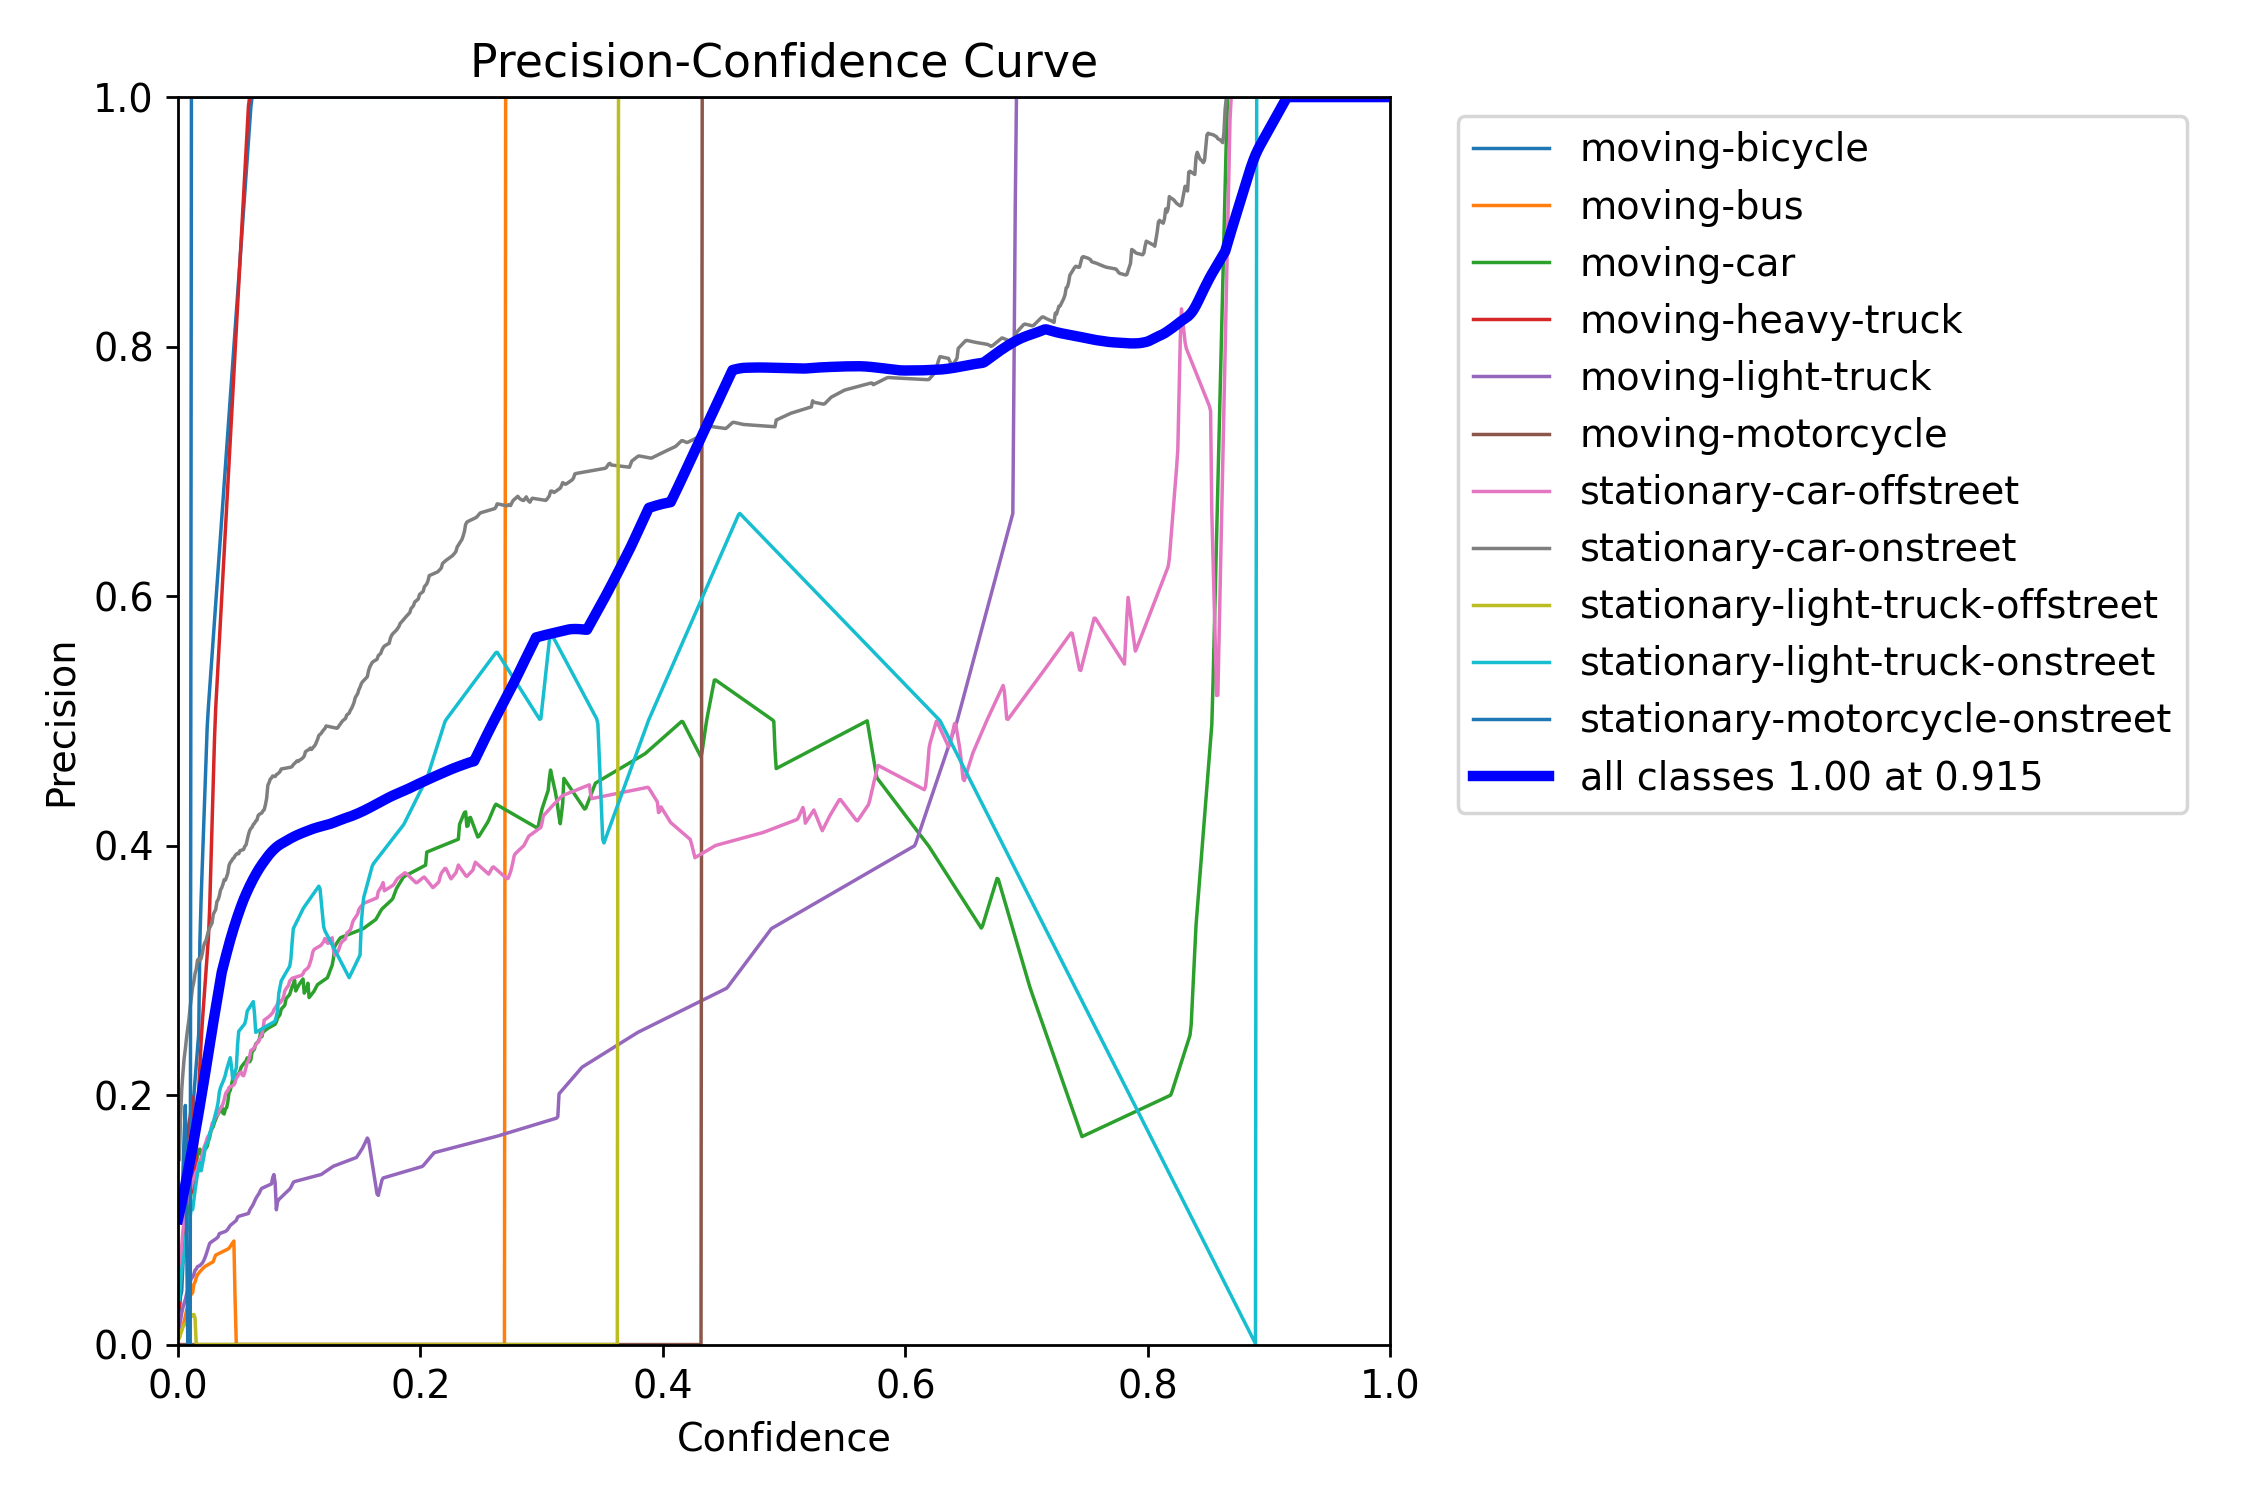 Precision-Confidence Curve
1.0
0.8
0.6
0.4
0.2
0.0
Precision
0.0 0.2 0.4 0.6 0.8 1.0
Confidence
moving-bicycle
moving-bus
moving-car
moving-heavy-truck
moving-light-truck
moving-motorcycle
stationary-car-offstreet
stationary-car-onstreet
stationary-light-truck-offstreet
stationary-light-truck-onstreet
stationary-motorcycle-onstreet
all classes 1.00 at 0.915